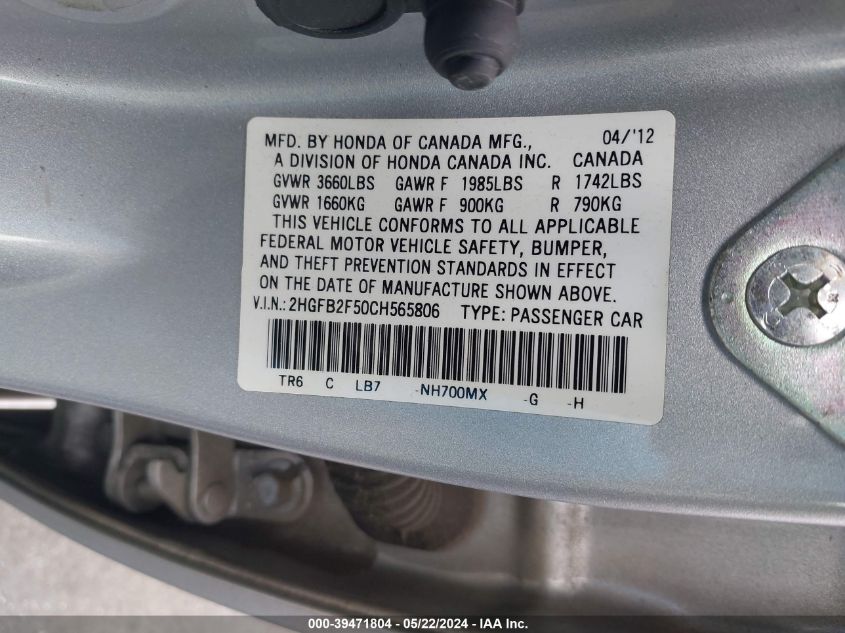 MFD. BY HONDA OF CANADA MFG., 04/'12
A DIVISION OF HONDA CANADA INC. CANADA
GVWR 3660LBS GAWR F 1985LBS R 1742LBS
GVWR 1660KG GAWR F 900KG R 790KG
THIS VEHICLE CONFORMS TO ALL APPLICABLE
FEDERAL MOTOR VEHICLE SAFETY, BUMPER,
AND THEFT PREVENTION STANDARDS IN EFFECT
ON THE DATE OF MANUFACTURE SHOWN ABOVE.
V.I.N.: 2HGFB2F50CH565806 TYPE: PASSENGER CAR
TR6 C LB7 -NH700MX -G -H
000-39471804 - 05/22/2024 - IAA Inc.